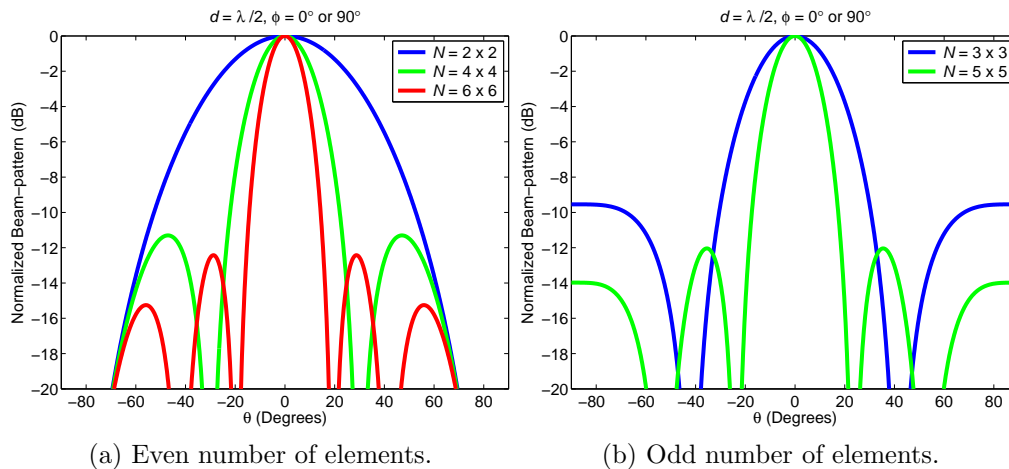 d = λ /2, ϕ = 0° or 90°
Normalized Beam−pattern (dB)
0
−2
−4
−6
−8
−10
−12
−14
−16
−18
−20
N = 2 x 2
N = 4 x 4
N = 6 x 6
−80 −60 −40 −20 0 20 40 60 80
θ (Degrees)
(a) Even number of elements.
d = λ /2, ϕ = 0° or 90°
Normalized Beam−pattern (dB)
0
−2
−4
−6
−8
−10
−12
−14
−16
−18
−20
N = 3 x 3
N = 5 x 5
−80 −60 −40 −20 0 20 40 60 80
θ (Degrees)
(b) Odd number of elements.